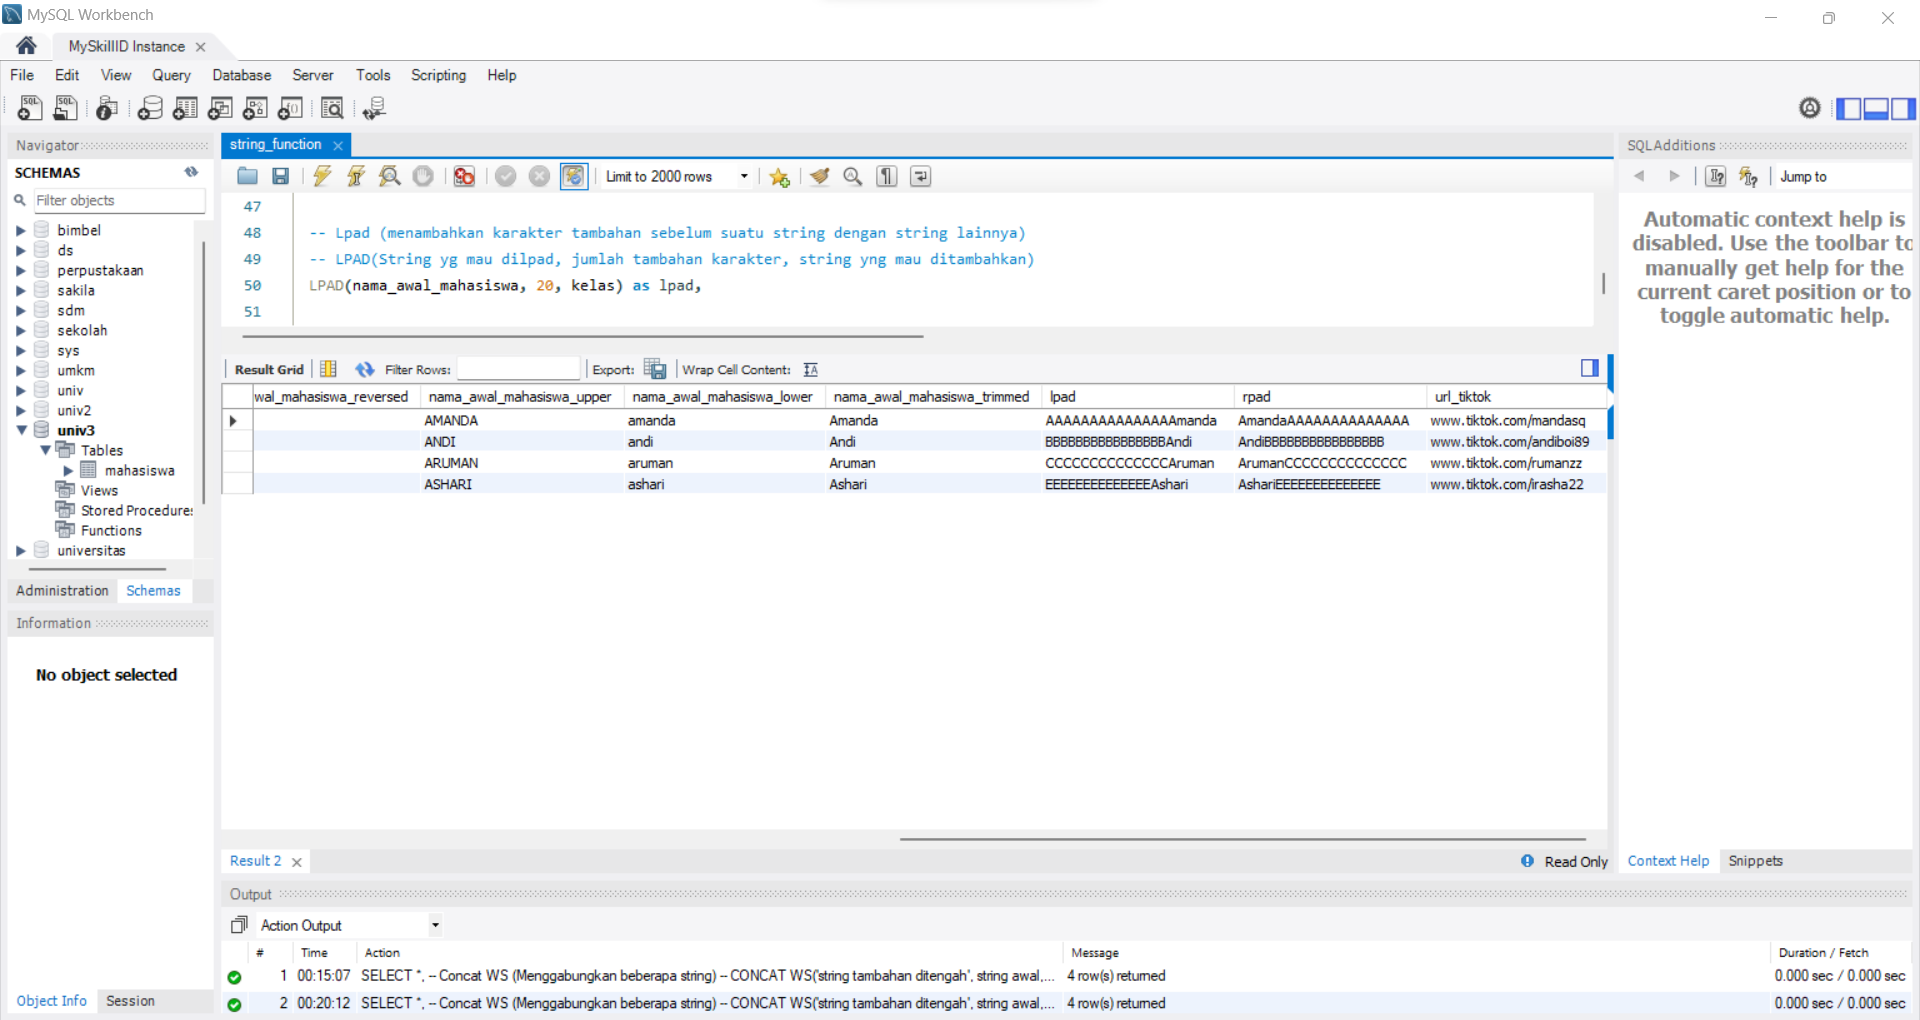 MySQL Workbench
MySkillID Instance
File Edit View Query Database Server Tools Scripting Help
Navigator
SCHEMAS
Filter objects
bimbel
ds
perpustakaan
sakila
sdm
sekolah
sys
umkm
univ
univ2
univ3
Tables
mahasiswa
Views
Stored Procedures
Functions
universitas
Administration Schemas
Information
No object selected
Object Info Session
string_function
Limit to 2000 rows
47
48 -- Lpad (menambahkan karakter tambahan sebelum suatu string dengan string lainnya)
49 -- LPAD(String yg mau dilpad, jumlah tambahan karakter, string yng mau ditambahkan)
50 LPAD(nama_awal_mahasiswa, 20, kelas) as lpad,
51
Result Grid Filter Rows: Export: Wrap Cell Content:
wal_mahasiswa_reversed nama_awal_mahasiswa_upper nama_awal_mahasiswa_lower nama_awal_mahasiswa_trimmed lpad rpad url_tiktok
AMANDA amanda Amanda AAAAAAAAAAAAAAAmanda AmandaAAAAAAAAAAAAAA www.tiktok.com/mandasq
ANDI andi Andi BBBBBBBBBBBBBBBBAndi AndiBBBBBBBBBBBBBBBB www.tiktok.com/andiboi89
ARUMAN aruman Aruman CCCCCCCCCCCCCCAruman ArumanCCCCCCCCCCCCCC www.tiktok.com/rumanzz
ASHARI ashari Ashari EEEEEEEEEEEEEEAshari AshariEEEEEEEEEEEEEE www.tiktok.com/irasha22
Result 2
Read Only
SQLAdditions
Jump to
Automatic context help is
disabled. Use the toolbar to
manually get help for the
current caret position or to
toggle automatic help.
Context Help Snippets
Output
Action Output
# Time Action Message Duration / Fetch
1 00:15:07 SELECT *, -- Concat WS (Menggabungkan beberapa string) -- CONCAT WS('string tambahan ditengah', string awal,... 4 row(s) returned 0.000 sec / 0.000 sec
2 00:20:12 SELECT *, -- Concat WS (Menggabungkan beberapa string) -- CONCAT WS('string tambahan ditengah', string awal,... 4 row(s) returned 0.000 sec / 0.000 sec